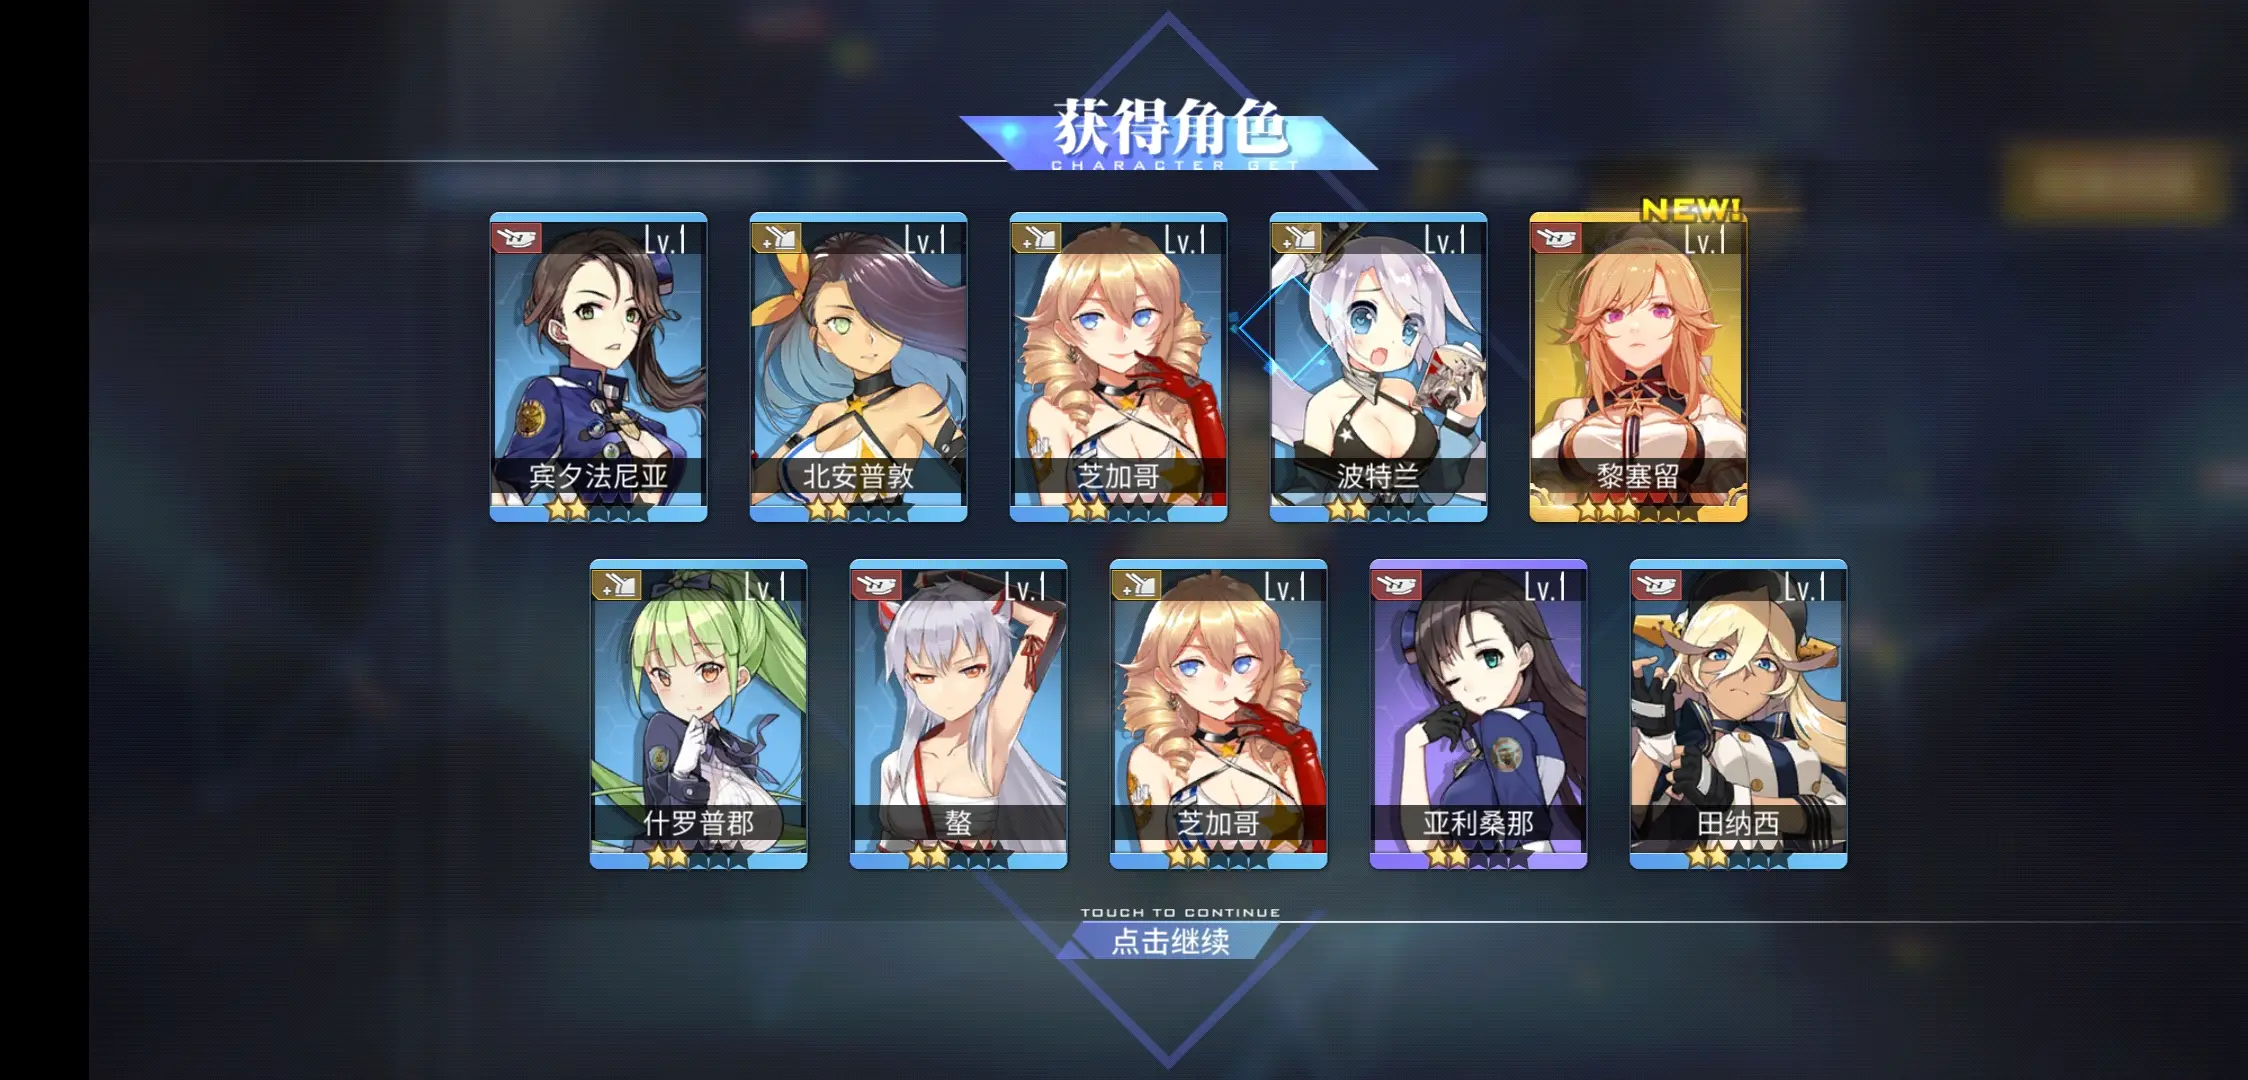 获得角色
CHARACTER GET
NEW!
Lv.1
Lv.1
Lv.1
Lv.1
Lv.1
宾夕法尼亚
北安普敦
芝加哥
波特兰
黎塞留
Lv.1
Lv.1
Lv.1
Lv.1
Lv.1
什罗普郡
螯
芝加哥
亚利桑那
田纳西
TOUCH TO CONTINUE
点击继续